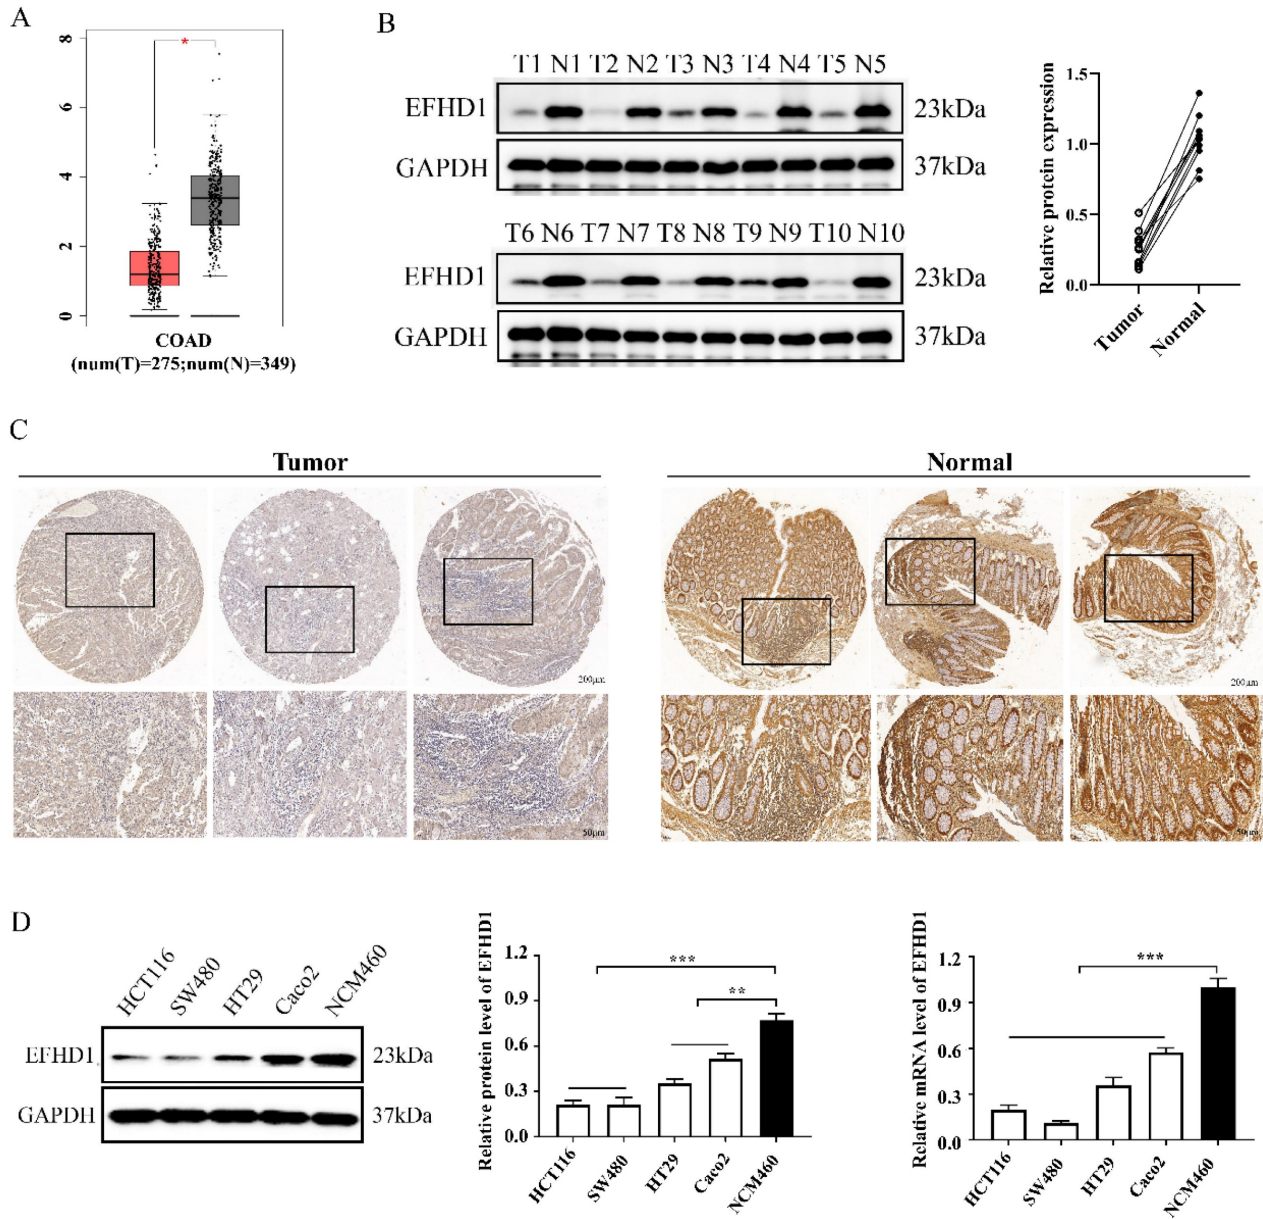 A
*
8
6
4
2
0
COAD
(num(T)=275;num(N)=349)
B
T1 N1 T2 N2 T3 N3 T4 N4 T5 N5
EFHD1 23kDa
GAPDH 37kDa
T6 N6 T7 N7 T8 N8 T9 N9 T10 N10
EFHD1 23kDa
GAPDH 37kDa
Relative protein expression
1.5
1.0
0.5
0.0
Tumor Normal
C
Tumor Normal
200μm 200μm
50μm 50μm
D
HCT116 SW480 HT29 Caco2 NCM460
EFHD1 23kDa
GAPDH 37kDa
Relative protein level of EFHD1
1.2
0.9
0.6
0.3
0.0
***
**
HCT116 SW480 HT29 Caco2 NCM460
Relative mRNA level of EFHD1
1.2
0.9
0.6
0.3
0.0
***
HCT116 SW480 HT29 Caco2 NCM460